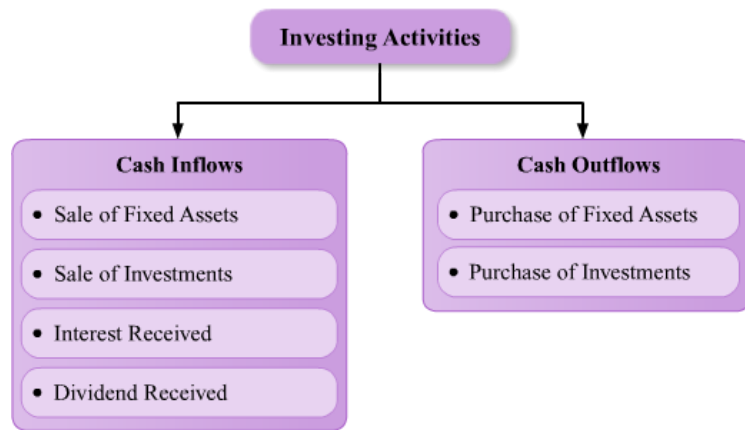 Investing Activities
Cash Inflows
• Sale of Fixed Assets
• Sale of Investments
• Interest Received
• Dividend Received
Cash Outflows
• Purchase of Fixed Assets
• Purchase of Investments